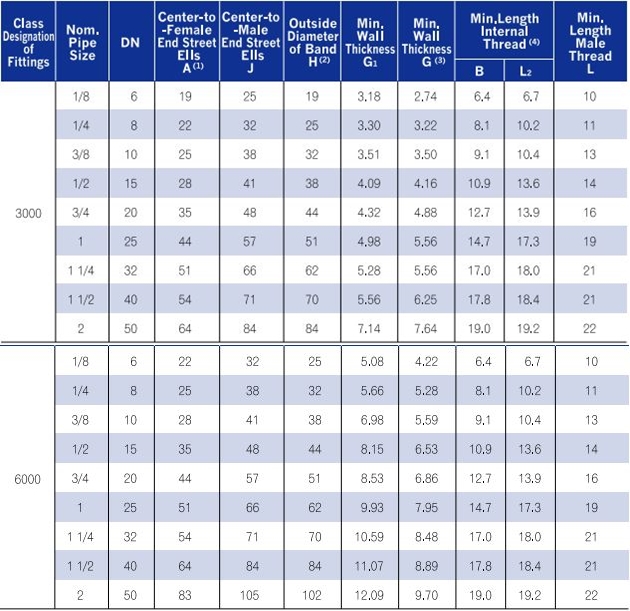 Class Designation of Fittings | Nom. Pipe Size | DN | Center-to-Female End Street Ells A (1) | Center-to-Male End Street Ells J | Outside Diameter of Band H (2) | Min, Wall Thickness G1 | Min, Wall Thickness G (3) | Min,Length Internal Thread (4) B | L2 | Min, Length Male Thread L
3000
1/8 6 19 25 19 3.18 2.74 6.4 6.7 10
1/4 8 22 32 25 3.30 3.22 8.1 10.2 11
3/8 10 25 38 32 3.51 3.50 9.1 10.4 13
1/2 15 28 41 38 4.09 4.16 10.9 13.6 14
3/4 20 35 48 44 4.32 4.88 12.7 13.9 16
1 25 44 57 51 4.98 5.56 14.7 17.3 19
1 1/4 32 51 66 62 5.28 5.56 17.0 18.0 21
1 1/2 40 54 71 70 5.56 6.25 17.8 18.4 21
2 50 64 84 84 7.14 7.64 19.0 19.2 22
6000
1/8 6 22 32 25 5.08 4.22 6.4 6.7 10
1/4 8 25 38 32 5.66 5.28 8.1 10.2 11
3/8 10 28 41 38 6.98 5.59 9.1 10.4 13
1/2 15 35 48 44 8.15 6.53 10.9 13.6 14
3/4 20 44 57 51 8.53 6.86 12.7 13.9 16
1 25 51 66 62 9.93 7.95 14.7 17.3 19
1 1/4 32 54 71 70 10.59 8.48 17.0 18.0 21
1 1/2 40 64 84 84 11.07 8.89 17.8 18.4 21
2 50 83 105 102 12.09 9.70 19.0 19.2 22